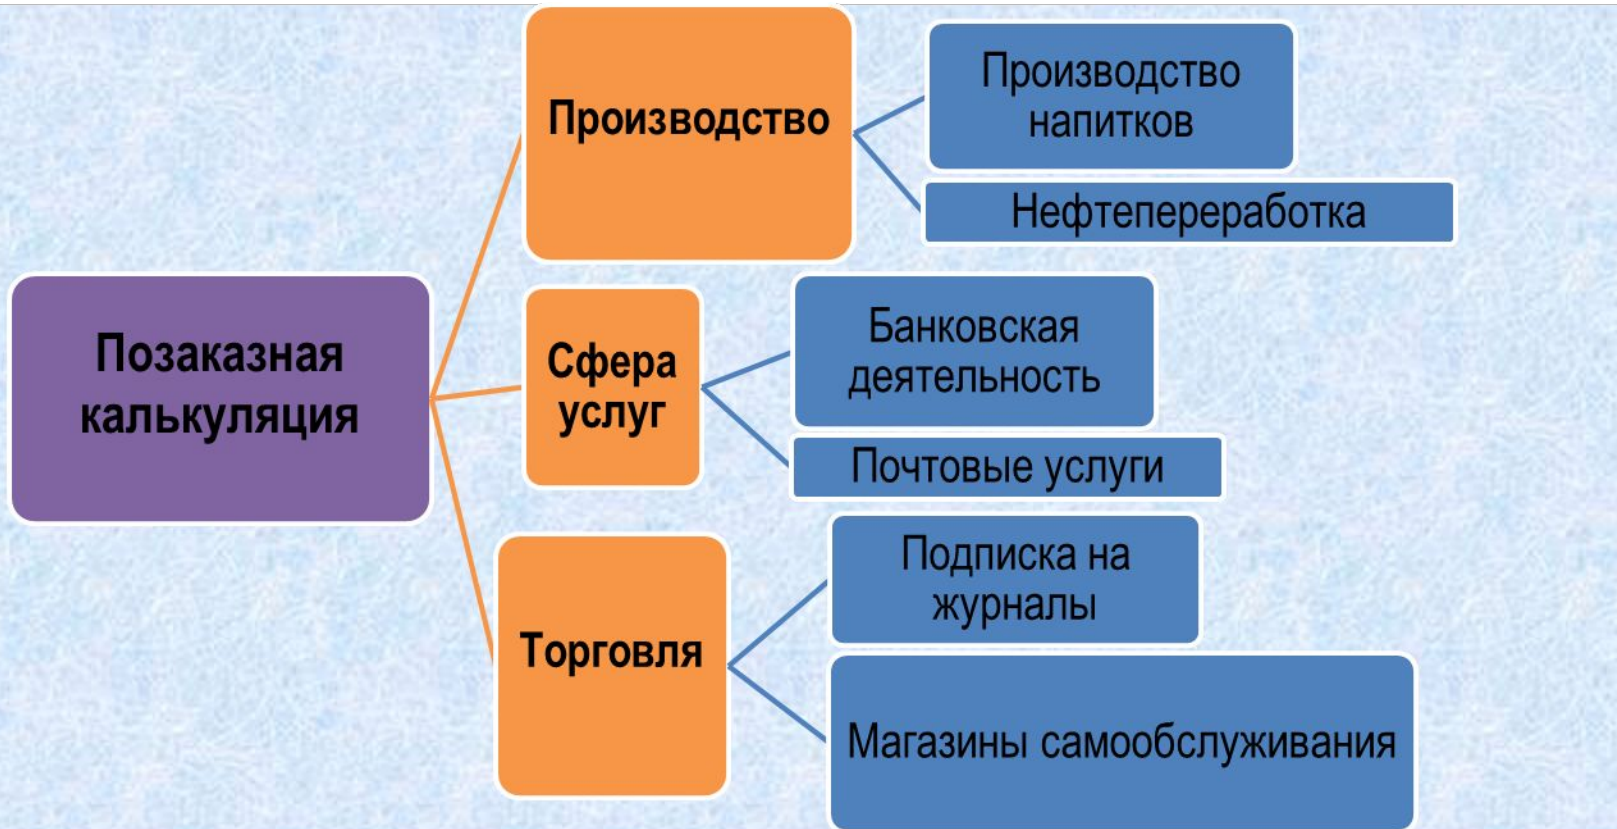 Позаказная
калькуляция
Производство
Производство
напитков
Нефтепереработка
Сфера
услуг
Банковская
деятельность
Почтовые услуги
Торговля
Подписка на
журналы
Магазины самообслуживания